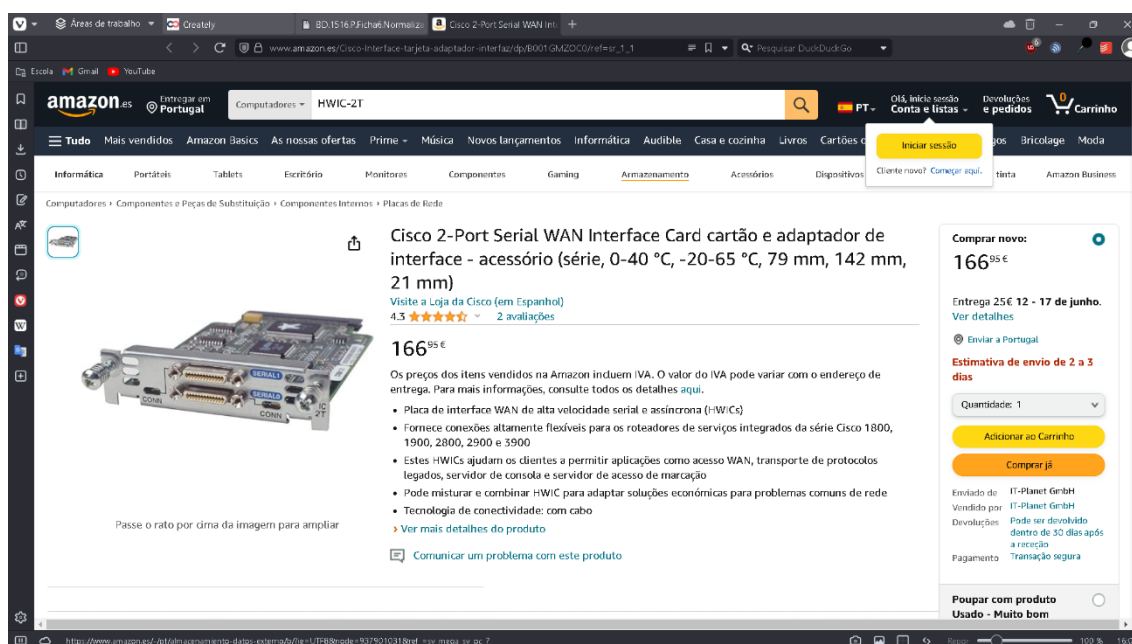 Áreas de trabalho
Creately
BD.1516.P.Ficha6.Normaliz
Cisco 2-Port Serial WAN Int
www.amazon.es/Cisco-Interface-tarjeta-adaptador-interfaz/dp/B001GMZOC0/ref=sr_1_1
Pesquisar DuckDuckGo
Escola Gmail YouTube
amazon.es
Entregar em
Portugal
Computadores
HWIC-2T
PT
Olá, inicie sessão
Conta e listas
Devoluções
e pedidos
0
Carrinho
Tudo Mais vendidos Amazon Basics As nossas ofertas Prime Música Novos lançamentos Informática Audible Casa e cozinha Livros Cartões Bricolage Moda
Iniciar sessão
Cliente novo? Começar aqui.
Informática Portáteis Tablets Escritório Monitores Componentes Gaming Armazenamento Acessórios Dispositivos tinta Amazon Business
Computadores › Componentes e Peças de Substituição › Componentes Internos › Placas de Rede
Cisco 2-Port Serial WAN Interface Card cartão e adaptador de
interface - acessório (série, 0-40 °C, -20-65 °C, 79 mm, 142 mm,
21 mm)
Visite a Loja da Cisco (em Espanhol)
4.3 2 avaliações
166 95 €
Os preços dos itens vendidos na Amazon incluem IVA. O valor do IVA pode variar com o endereço de
entrega. Para mais informações, consulte todos os detalhes aqui.
• Placa de interface WAN de alta velocidade serial e assíncrona (HWICs)
• Fornece conexões altamente flexíveis para os roteadores de serviços integrados da série Cisco 1800,
1900, 2800, 2900 e 3900
• Estes HWICs ajudam os clientes a permitir aplicações como acesso WAN, transporte de protocolos
legados, servidor de consola e servidor de acesso de marcação
• Pode misturar e combinar HWIC para adaptar soluções económicas para problemas comuns de rede
• Tecnologia de conectividade: com cabo
› Ver mais detalhes do produto
Comunicar um problema com este produto
SERIAL1
SERIAL0
CONN
CONN
2T
Passe o rato por cima da imagem para ampliar
Comprar novo:
166 95 €
Entrega 25€ 12 - 17 de junho.
Ver detalhes
Enviar a Portugal
Estimativa de envio de 2 a 3
dias
Quantidade: 1
Adicionar ao Carrinho
Comprar já
Enviado de IT-Planet GmbH
Vendido por IT-Planet GmbH
Devoluções Pode ser devolvido
dentro de 30 dias após
a receção
Pagamento Transação segura
Poupar com produto
Usado - Muito bom
Repor
100 %